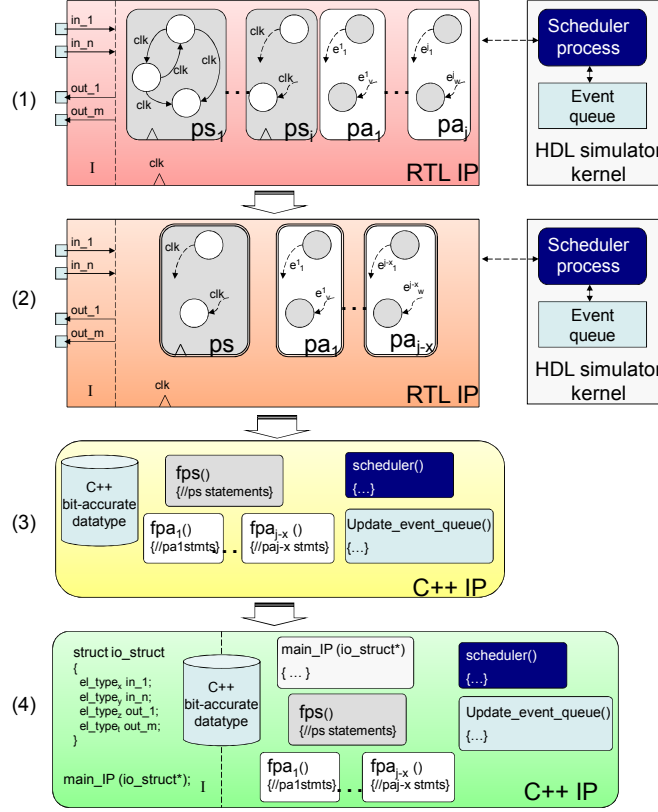 (1)
in_1
in_n
out_1
out_m
I
clk
clk
clk
clk
clk
ps1
clk
clk
psi
e11
e1v
pa1
ej1
ejw
paj
clk
RTL IP
Scheduler
process
Event
queue
HDL simulator
kernel
(2)
in_1
in_n
out_1
out_m
I
clk
clk
ps
e11
e1v
pa1
...
ej-x1
ej-xw
paj-x
clk
RTL IP
Scheduler
process
Event
queue
HDL simulator
kernel
(3)
C++
bit-accurate
datatype
fps()
{//ps statements}
fpa1()
{//pa1stmts}
...
fpaj-x()
{//paj-x stmts}
scheduler()
{…}
Update_event_queue()
{…}
C++ IP
(4)
struct io_struct
{
el_typex in_1;
el_typey in_n;
el_typez out_1;
el_typet out_m;
}
main_IP (io_struct*);
I
C++
bit-accurate
datatype
main_IP (io_struct*)
{ … }
fps()
{//ps statements}
fpa1()
{//pa1stmts}
...
fpaj-x()
{//paj-x stmts}
scheduler()
{…}
Update_event_queue()
{…}
C++ IP